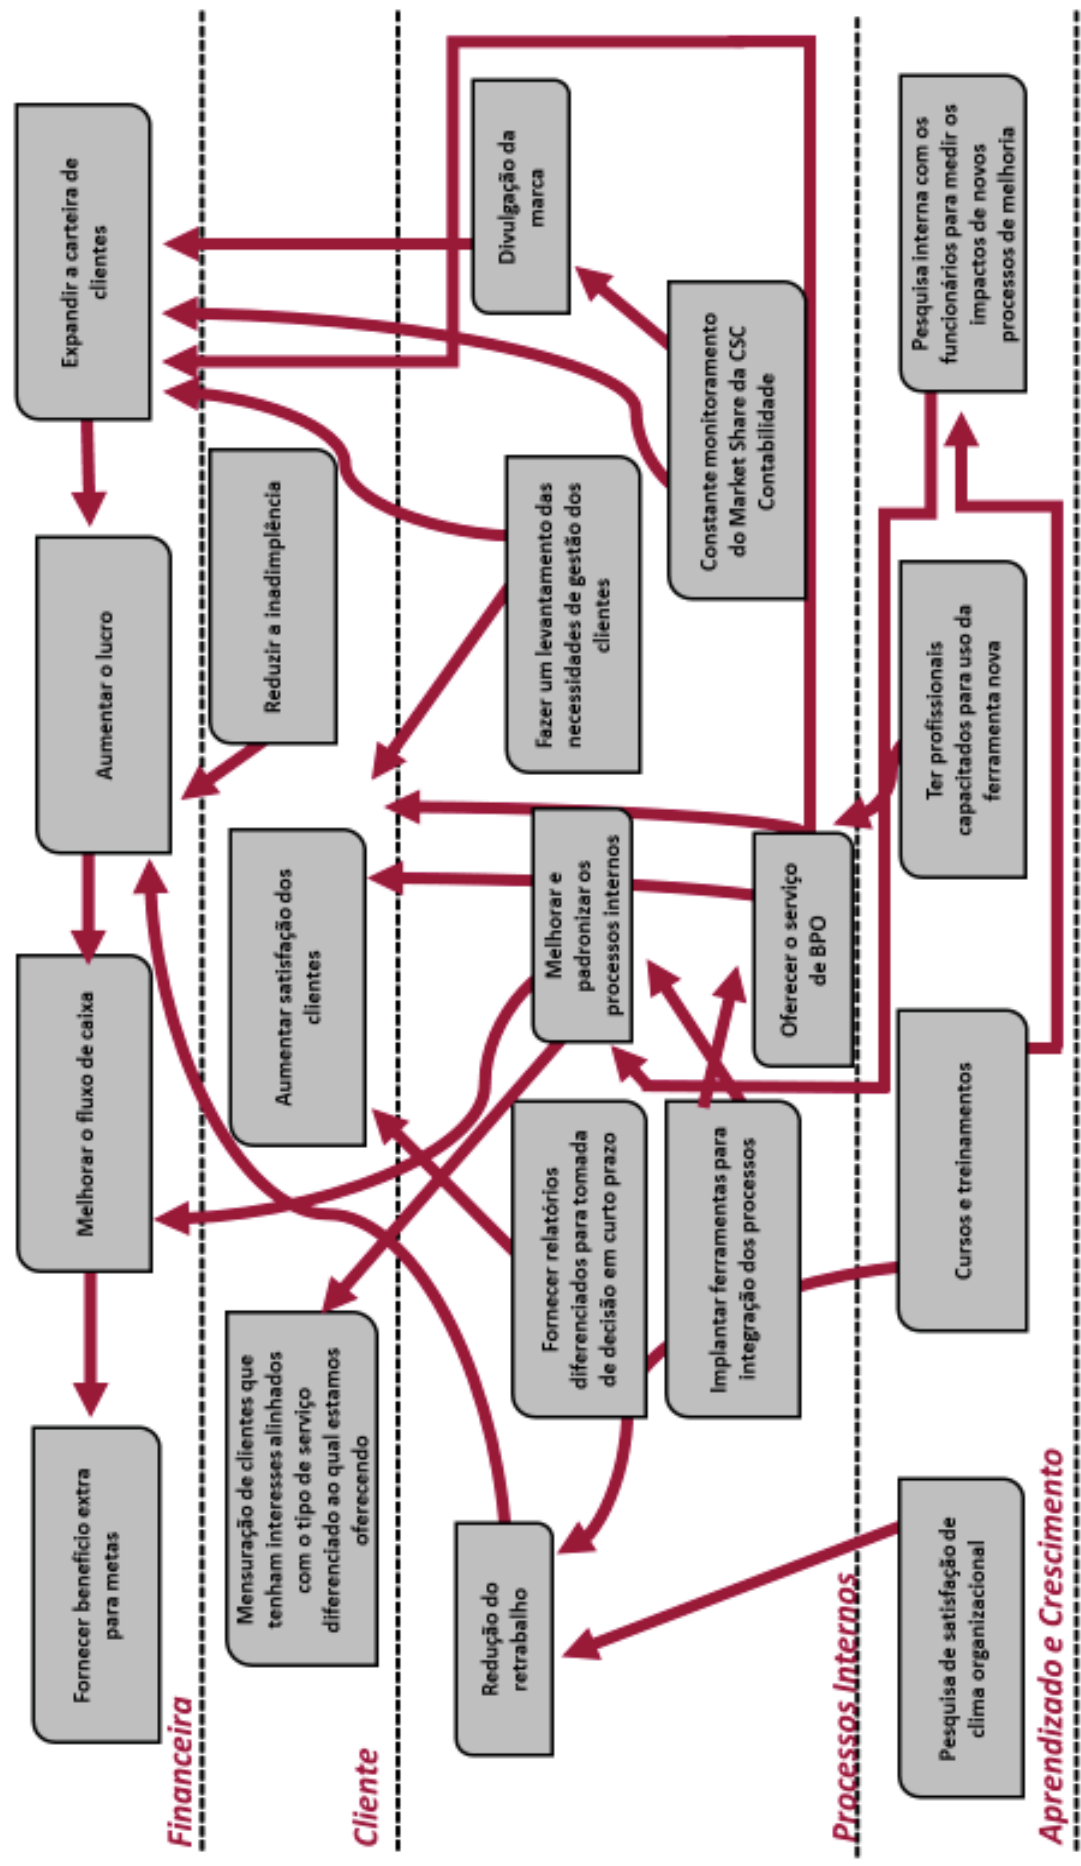 Fornecer benefício extra
para metas
Melhorar o fluxo de caixa
Aumentar o lucro
Expandir a carteira de
clientes
Financeira
Mensuração de clientes que
tenham interesses alinhados
com o tipo de serviço
diferenciado ao qual estamos
oferecendo
Aumentar satisfação dos
clientes
Reduzir a inadimplência
Cliente
Redução do
retrabalho
Fornecer relatórios
diferenciados para tomada
de decisão em curto prazo
Melhorar e
padronizar os
processos internos
Fazer um levantamento das
necessidades de gestão dos
clientes
Divulgação da
marca
Implantar ferramentas para
integração dos processos
Oferecer o serviço
de BPO
Constante monitoramento
do Market Share da CSC
Contabilidade
Processos Internos
Pesquisa de satisfação de
clima organizacional
Cursos e treinamentos
Ter profissionais
capacitados para uso da
ferramenta nova
Pesquisa interna com os
funcionários para medir os
impactos de novos
processos de melhoria
Aprendizado e Crescimento